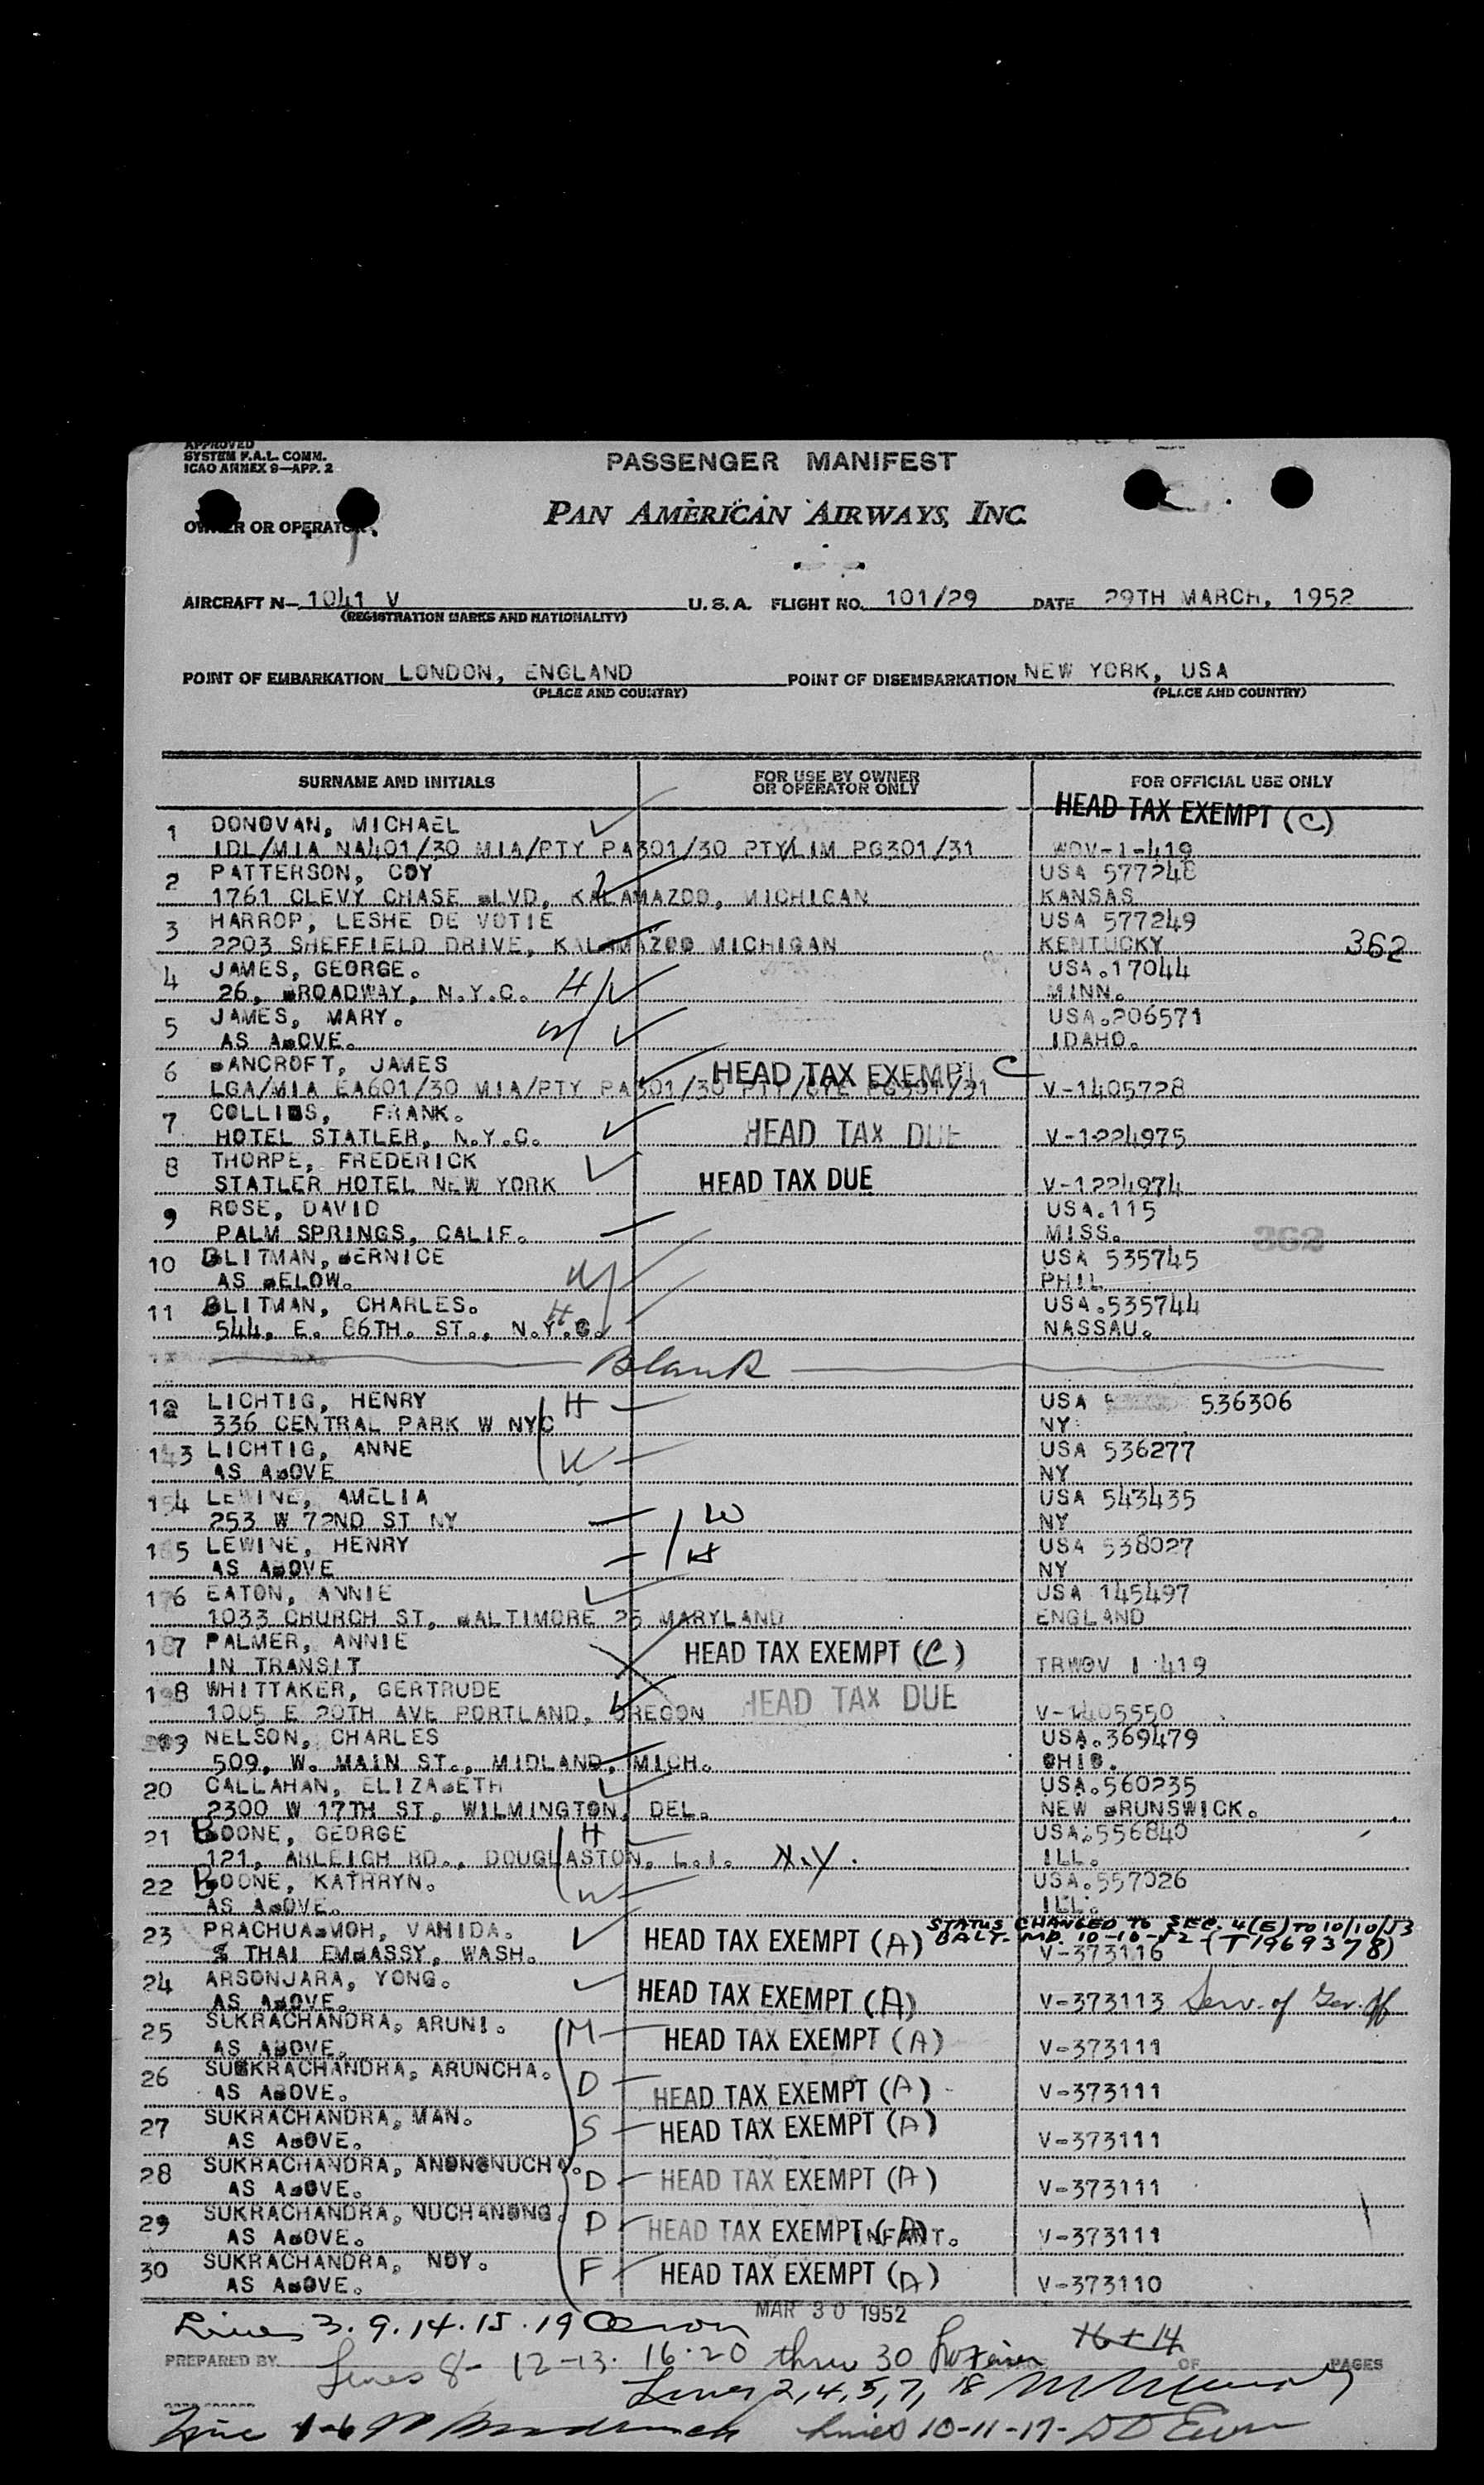 APPROVED
SYSTEM F.A.L. COMM.
ICAO ANNEX 9—APP. 2
PASSENGER MANIFEST
PAN AMERICAN AIRWAYS, INC.
OWNER OR OPERATOR
AIRCRAFT N— 1041 V U.S.A. FLIGHT NO. 101/29 DATE 29TH MARCH, 1952
(REGISTRATION MARKS AND NATIONALITY)
POINT OF EMBARKATION LONDON, ENGLAND POINT OF DISEMBARKATION NEW YORK, USA
(PLACE AND COUNTRY) (PLACE AND COUNTRY)
SURNAME AND INITIALS FOR USE BY OWNER OR OPERATOR ONLY FOR OFFICIAL USE ONLY
HEAD TAX EXEMPT (C)
1 DONOVAN, MICHAEL
IDL/MIA NA401/30 MIA/PTY PA301/30 PTY/LIM PG301/31 WOV-1-419
2 PATTERSON, COY USA 577248
1761 CLEVY CHASE BLVD, KALAMAZOO, MICHIGAN KANSAS
3 HARROP, LESHE DE VOTIE USA 577249
2203 SHEFFIELD DRIVE, KALAMAZOO MICHIGAN KENTUCKY 362
4 JAMES, GEORGE. USA.17044
26, BROADWAY, N.Y.C. H MINN.
5 JAMES, MARY. USA.206571
AS ABOVE. W IDAHO.
6 BANCROFT, JAMES HEAD TAX EXEMPT C
LGA/MIA EA601/30 MIA/PTY PA301/30 PTY/GYE PG301/31 V-1405728
7 COLLINS, FRANK.
HOTEL STATLER, N.Y.C. HEAD TAX DUE V-1224975
8 THORPE, FREDERICK
STATLER HOTEL NEW YORK HEAD TAX DUE V-1224974
9 ROSE, DAVID USA.115
PALM SPRINGS, CALIF. MISS. 362
10 BLITMAN, BERNICE USA 535745
AS BELOW. W PHIL
11 BLITMAN, CHARLES. H USA.535744
544, E. 86TH. ST., N.Y.C. NASSAU.
Blank
12 LICHTIG, HENRY H USA 536306
336 CENTRAL PARK W NYC NY
13 LICHTIG, ANNE USA 536277
AS ABOVE W NY
14 LEWINE, AMELIA USA 543435
253 W 72ND ST NY W NY
15 LEWINE, HENRY USA 538027
AS ABOVE H NY
16 EATON, ANNIE USA 145497
1033 CHURCH ST, BALTIMORE 25 MARYLAND ENGLAND
17 PALMER, ANNIE HEAD TAX EXEMPT (C)
IN TRANSIT TRWOV 1 419
18 WHITTAKER, GERTRUDE HEAD TAX DUE
1005 E 20TH AVE PORTLAND, OREGON V-1405550
19 NELSON, CHARLES USA.369479
509, W. MAIN ST., MIDLAND, MICH. OHIO.
20 CALLAHAN, ELIZABETH USA.560235
2300 W 17TH ST, WILMINGTON, DEL. NEW BRUNSWICK.
21 BOONE, GEORGE H USA.556840
121, ARLEIGH RD., DOUGLASTON, L.I. N.Y. ILL.
22 BOONE, KATHRYN. USA.557026
AS ABOVE. W ILL.
23 PRACHUABMOH, VAHIDA. HEAD TAX EXEMPT (A) STATUS CHANGED TO SEC. 4(E) TO 10/10/53
BALT. MD. 10-16-52 (T1969378)
% THAI EMBASSY, WASH. V-373116
24 ARSONJARA, YONG. HEAD TAX EXEMPT (A)
AS ABOVE. V-373113 Serv. of Gov. Off
25 SUKRACHANDRA, ARUNI. M HEAD TAX EXEMPT (A)
AS ABOVE. V-373111
26 SUKRACHANDRA, ARUNCHA. D HEAD TAX EXEMPT (A)
AS ABOVE. V-373111
27 SUKRACHANDRA, MAN. S HEAD TAX EXEMPT (A)
AS ABOVE. V-373111
28 SUKRACHANDRA, ANONGNUCHA. D HEAD TAX EXEMPT (A)
AS ABOVE. V-373111
29 SUKRACHANDRA, NUCHANONG. D HEAD TAX EXEMPT (A)
AS ABOVE. INFANT. V-373111
30 SUKRACHANDRA, NOY. F HEAD TAX EXEMPT (A)
AS ABOVE. V-373110
MAR 30 1952
Lines 3. 9. 14. 15. 19
16 + 14
PREPARED BY OF PAGES
Lines 8- 12-13. 16. 20 thru 30
Lines 2, 4, 5, 7, 18
Line 1-6 Lines 10-11-17-